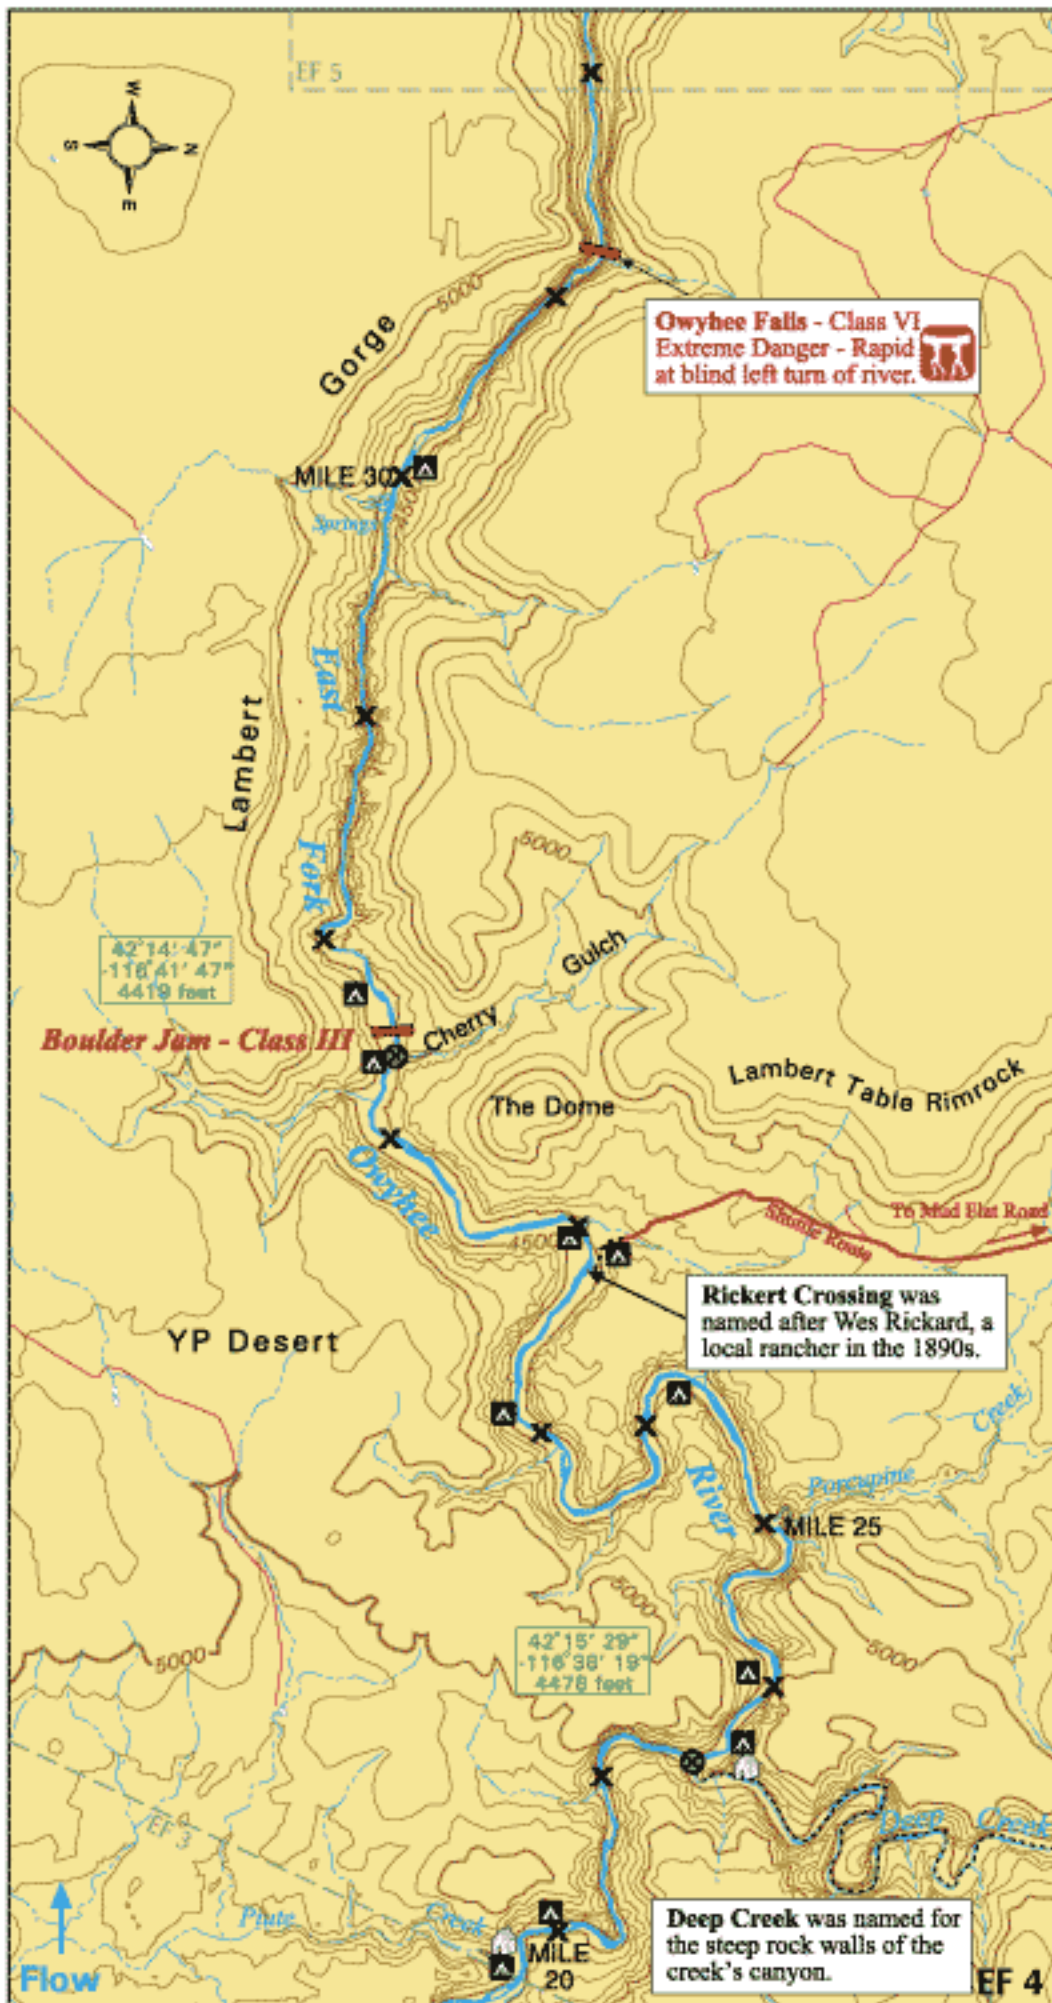 EF 5
W
S
N
E
5000
Gorge
Owyhee Falls - Class VI
Extreme Danger - Rapid
at blind left turn of river.
MILE 30
Springs
East
Lambert
Fork
5000
Gulch
42°14' 47"
-116°41' 47"
4419 feet
Cherry
Boulder Jam - Class III
Lambert Table Rimrock
The Dome
Owyhee
To Mud Flat Road
Shuttle Route
4500
Rickert Crossing was
named after Wes Rickard, a
local rancher in the 1890s.
YP Desert
Creek
Porcupine
River
MILE 25
5000
42°15' 29"
-116°38' 19"
4478 feet
5000
5000
Deep Creek
EF 3
Piute Creek
MILE
20
Deep Creek was named for
the steep rock walls of the
creek's canyon.
Flow
EF 4